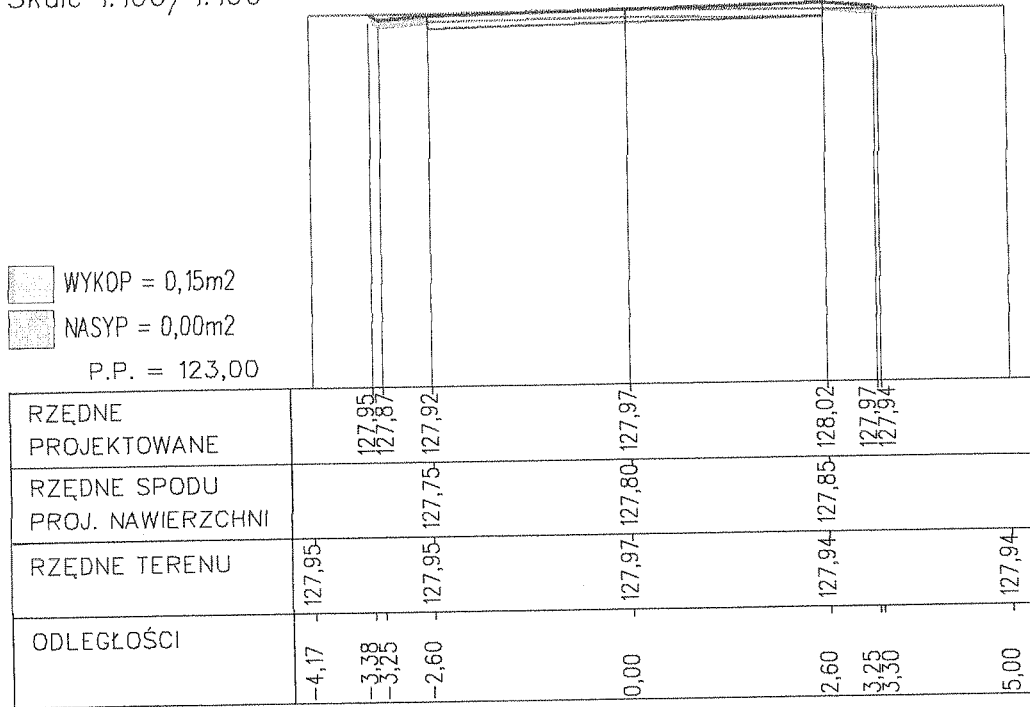 Skale 1:100/1:100
WYKOP = 0,15m2
NASYP = 0,00m2
P.P. = 123,00
RZĘDNE
PROJEKTOWANE
127,95 127,87 127,92 127,97 128,02 127,97 127,94
RZĘDNE SPODU
PROJ. NAWIERZCHNI
127,75 127,80 127,85
RZĘDNE TERENU
127,95 127,95 127,97 127,94 127,94
ODLEGŁOŚCI
-4,17 -3,38 -3,25 -2,60 0,00 2,60 3,25 3,30 5,00